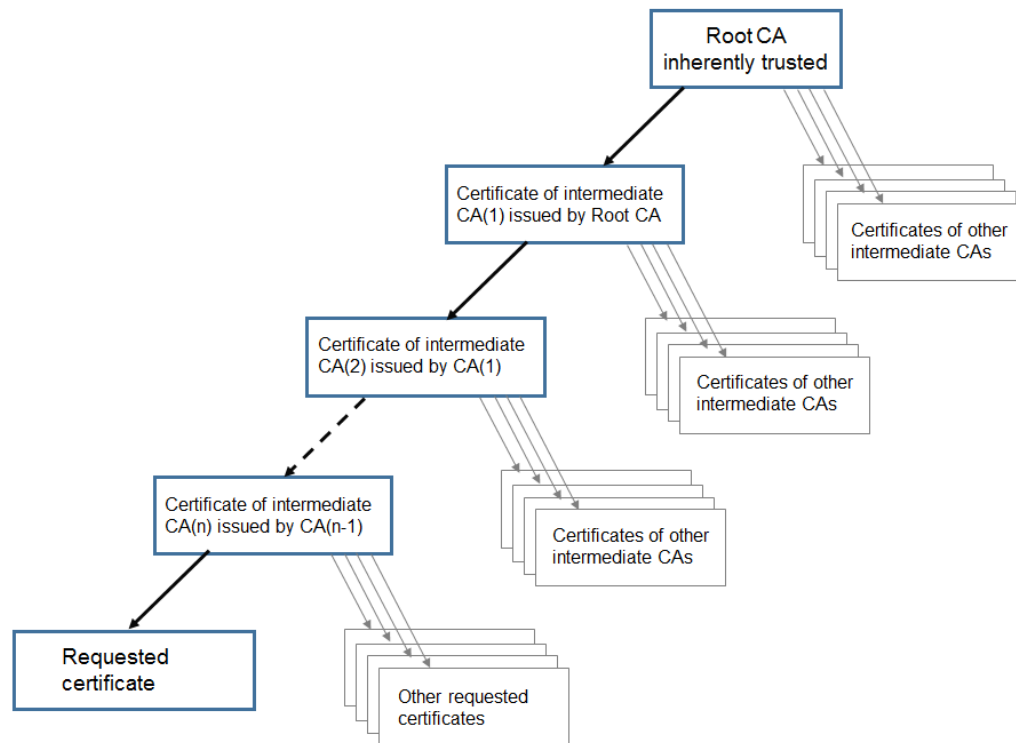 Root CA
inherently trusted
Certificate of intermediate
CA(1) issued by Root CA
Certificates of other
intermediate CAs
Certificate of intermediate
CA(2) issued by CA(1)
Certificates of other
intermediate CAs
Certificate of intermediate
CA(n) issued by CA(n-1)
Certificates of other
intermediate CAs
Requested
certificate
Other requested
certificates